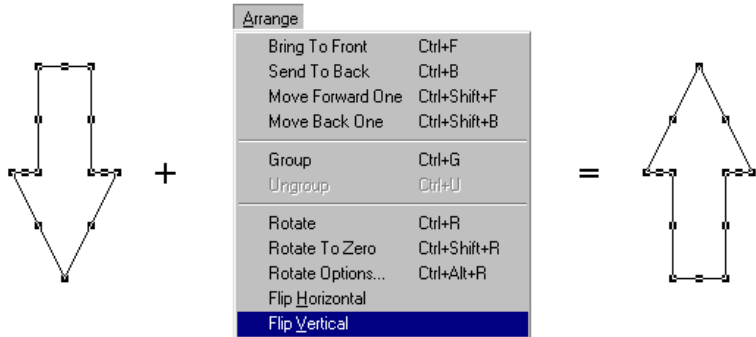 Arrange
Bring To Front Ctrl+F
Send To Back Ctrl+B
Move Forward One Ctrl+Shift+F
Move Back One Ctrl+Shift+B
Group Ctrl+G
Ungroup Ctrl+U
+ =
Rotate Ctrl+R
Rotate To Zero Ctrl+Shift+R
Rotate Options... Ctrl+Alt+R
Flip Horizontal
Flip Vertical